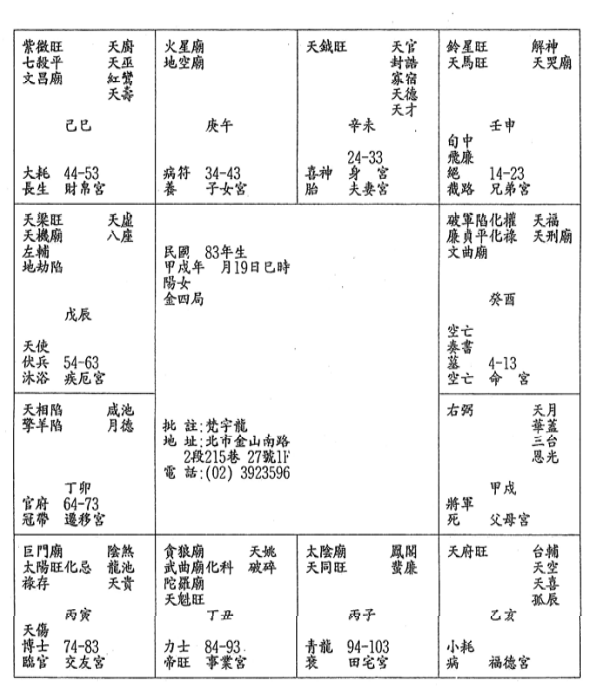 紫微旺 天廚
七殺平 天巫
文昌廟 紅鸞
天壽
己巳
大耗 44-53
長生 財帛宮
火星廟
地空廟
庚午
病符 34-43
養 子女宮
天鉞旺 天官
封誥
寡宿
天德
天才
辛未
24-33
喜神 身 宮
胎 夫妻宮
鈴星旺 解神
天馬旺 天哭廟
壬申
旬中
飛廉
絕 14-23
截路 兄弟宮
天梁旺 天虛
天機廟 八座
左輔
地劫陷
戊辰
天使
伏兵 54-63
沐浴 疾厄宮
民國 83年生
甲戌年 月19日巳時
陽女
金四局
批 註:梵宇龍
地 址:北市金山南路
2段215巷 27號1F
電 話:(02) 3923596
破軍陷化權 天福
廉貞平化祿 天刑廟
文曲廟
癸酉
空亡
奏書
墓 4-13
空亡 命 宮
天相陷 咸池
擎羊陷 月德
丁卯
官府 64-73
冠帶 遷移宮
右弼 天月
華蓋
三台
恩光
甲戌
將軍
死 父母宮
巨門廟 陰煞
太陽旺化忌 龍池
祿存 天貴
丙寅
天傷
博士 74-83
臨官 交友宮
貪狼廟 天姚
武曲廟化科 破碎
陀羅廟
天魁旺
丁丑
力士 84-93
帝旺 事業宮
太陰廟 鳳閣
天同旺 蜚廉
丙子
青龍 94-103
衰 田宅宮
天府旺 台輔
天空
天喜
孤辰
乙亥
小耗
病 福德宮